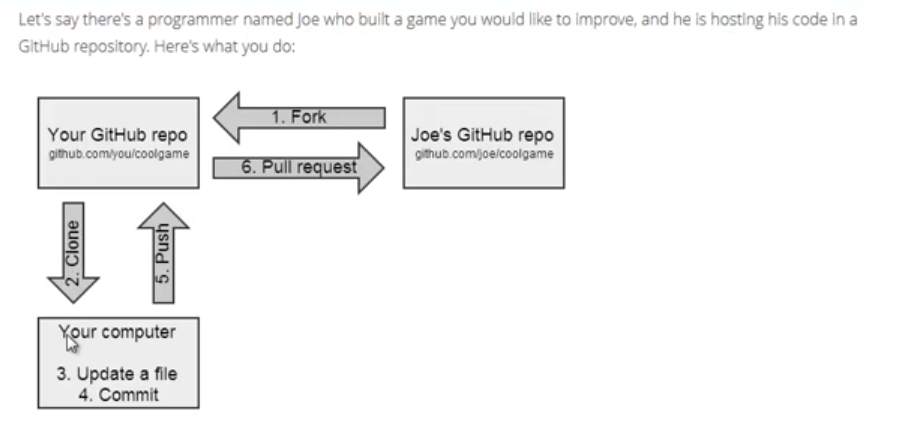 Let's say there's a programmer named Joe who built a game you would like to improve, and he is hosting his code in a
GitHub repository. Here's what you do:
1. Fork
Your GitHub repo
github.com/you/coolgame
Joe's GitHub repo
github.com/joe/coolgame
6. Pull request
2. Clone
5. Push
Your computer
3. Update a file
4. Commit